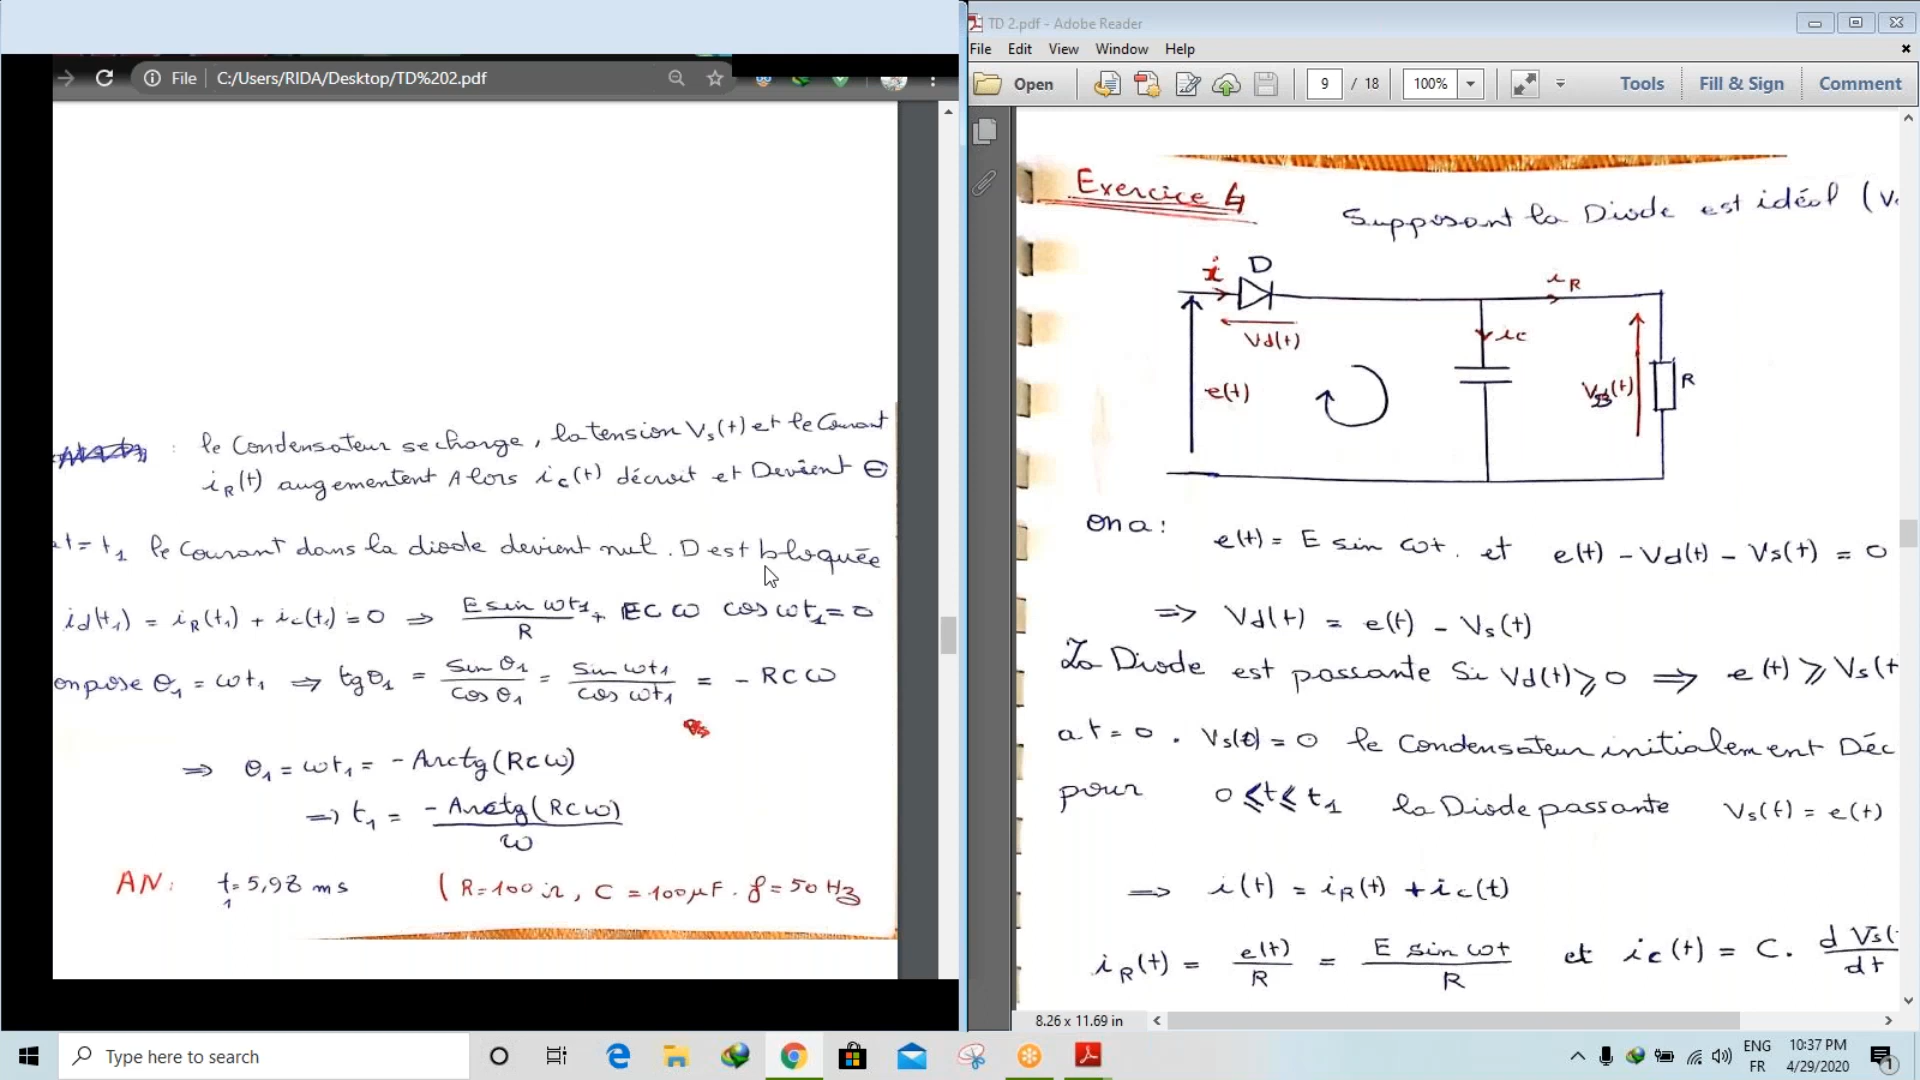 File C:/Users/RIDA/Desktop/TD%202.pdf
: le Condensateur se charge, la tension Vs(t) et le Courant
iR(t) augementent Alors ic(t) décroit et Devient ⊖
at = t1 le Courant dans la diode devient nul. D est bloquée
id(t1) = iR(t1) + ic(t1) = 0 ⇒ E sin ωt1 / R + ECω cos ωt1 = 0
on pose θ1 = ωt1 ⇒ tgθ1 = sin θ1 / cos θ1 = sin ωt1 / cos ωt1 = - RCω
⇒ θ1 = ωt1 = - Arctg(RCω)
⇒ t1 = - Arctg(RCω) / ω
AN: t1 = 5,98 ms ( R = 100 Ω, C = 100 µF. f = 50 Hz
TD 2.pdf - Adobe Reader
File Edit View Window Help
Open 9 / 18 100% Tools Fill & Sign Comment
Exercice 4
Supposant la Diode est idéal (V
i D iR
Vd(t) ic
e(t) Vs(t) R
on a : e(t) = E sin ωt. et e(t) - Vd(t) - Vs(t) = 0
⇒ Vd(t) = e(t) - Vs(t)
La Diode est passante Si Vd(t) ⩾ 0 ⇒ e(t) ⩾ Vs(t
at = 0 . Vs(t) = 0 le Condensateur initialement Déc
pour 0 ⩽ t ⩽ t1 la Diode passante Vs(t) = e(t)
⇒ i(t) = iR(t) + ic(t)
iR(t) = e(t) / R = E sin ωt / R et ic(t) = C. d Vs( / dt
8.26 x 11.69 in
Type here to search
ENG 10:37 PM
FR 4/29/2020
1